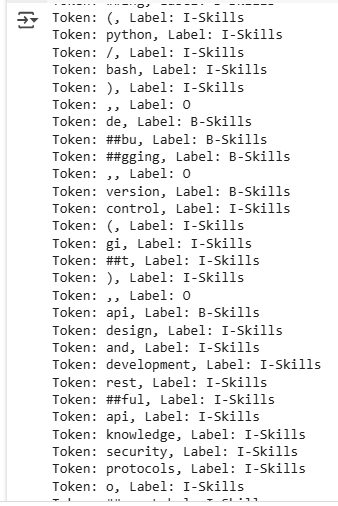 Token: (, Label: I-Skills
Token: python, Label: I-Skills
Token: /, Label: I-Skills
Token: bash, Label: I-Skills
Token: ), Label: I-Skills
Token: ,, Label: O
Token: de, Label: B-Skills
Token: ##bu, Label: B-Skills
Token: ##gging, Label: B-Skills
Token: ,, Label: O
Token: version, Label: B-Skills
Token: control, Label: I-Skills
Token: (, Label: I-Skills
Token: gi, Label: I-Skills
Token: ##t, Label: I-Skills
Token: ), Label: I-Skills
Token: ,, Label: O
Token: api, Label: B-Skills
Token: design, Label: I-Skills
Token: and, Label: I-Skills
Token: development, Label: I-Skills
Token: rest, Label: I-Skills
Token: ##ful, Label: I-Skills
Token: api, Label: I-Skills
Token: knowledge, Label: I-Skills
Token: security, Label: I-Skills
Token: protocols, Label: I-Skills
Token: o, Label: I-Skills